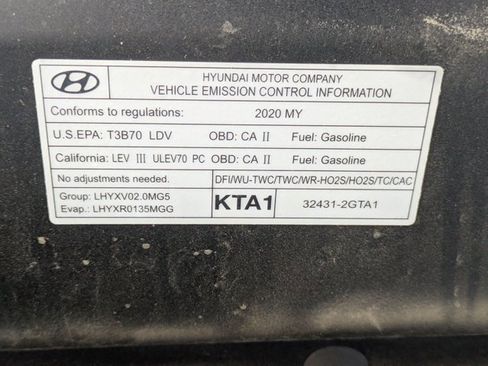 HYUNDAI MOTOR COMPANY
VEHICLE EMISSION CONTROL INFORMATION
Conforms to regulations: 2020 MY
U.S.EPA: T3B70 LDV OBD: CA II Fuel: Gasoline
California: LEV III ULEV70 PC OBD: CA II Fuel: Gasoline
No adjustments needed. DFI/WU-TWC/TWC/WR-HO2S/HO2S/TC/CAC
Group: LHYXV02.0MG5
Evap.: LHYXR0135MGG
KTA1 32431-2GTA1